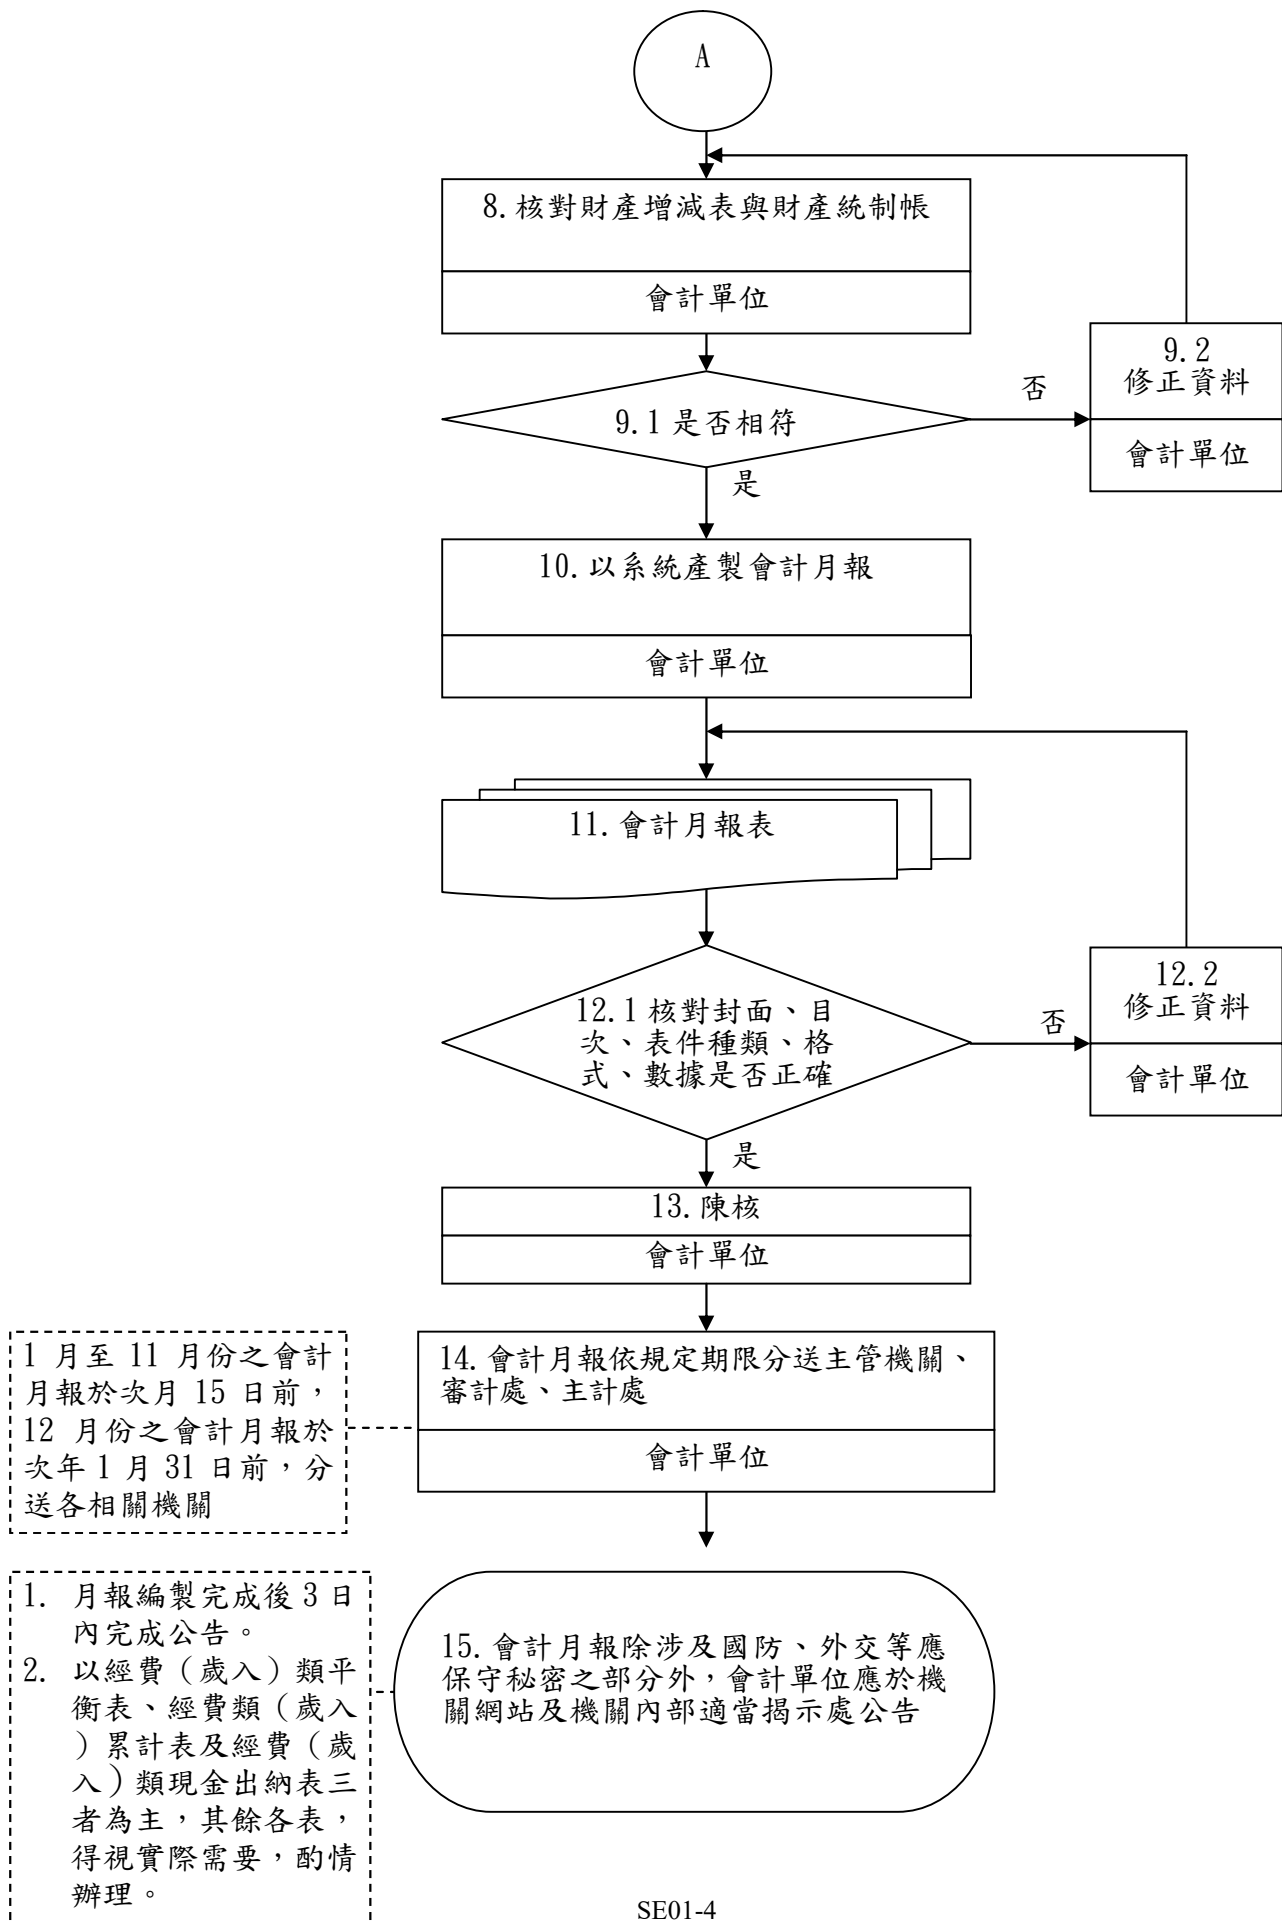 A
8.核對財產增減表與財產統制帳
會計單位
9.1 是否相符
否
9.2
修正資料
會計單位
是
10.以系統產製會計月報
會計單位
11.會計月報表
12.1 核對封面、目
次、表件種類、格
式、數據是否正確
否
12.2
修正資料
會計單位
是
13.陳核
會計單位
14.會計月報依規定期限分送主管機關、
審計處、主計處
會計單位
1 月至 11 月份之會計
月報於次月 15 日前，
12 月份之會計月報於
次年 1 月 31 日前，分
送各相關機關
15.會計月報除涉及國防、外交等應
保守秘密之部分外，會計單位應於機
關網站及機關內部適當揭示處公告
1. 月報編製完成後 3 日
內完成公告。
2. 以經費（歲入）類平
衡表、經費類（歲入
）累計表及經費（歲
入）類現金出納表三
者為主，其餘各表，
得視實際需要，酌情
辦理。
SE01-4